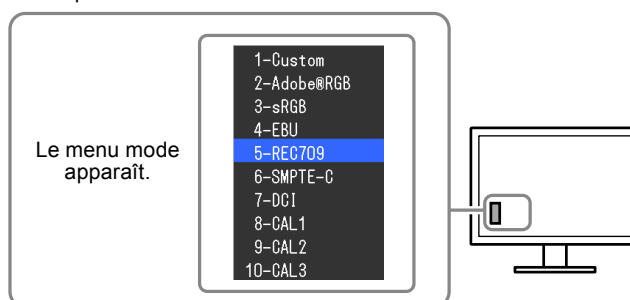 Le menu mode
apparaît.
1-Custom
2-Adobe®RGB
3-sRGB
4-EBU
5-REC709
6-SMPTE-C
7-DCI
8-CAL1
9-CAL2
10-CAL3